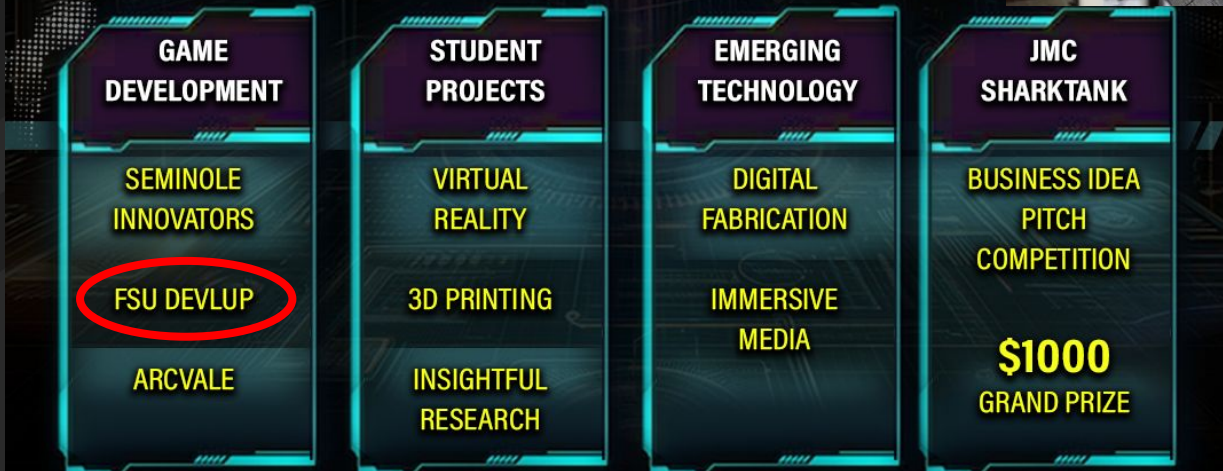 GAME
DEVELOPMENT
SEMINOLE
INNOVATORS
FSU DEVLUP
ARCVALE
STUDENT
PROJECTS
VIRTUAL
REALITY
3D PRINTING
INSIGHTFUL
RESEARCH
EMERGING
TECHNOLOGY
DIGITAL
FABRICATION
IMMERSIVE
MEDIA
JMC
SHARKTANK
BUSINESS IDEA
PITCH
COMPETITION
$1000
GRAND PRIZE